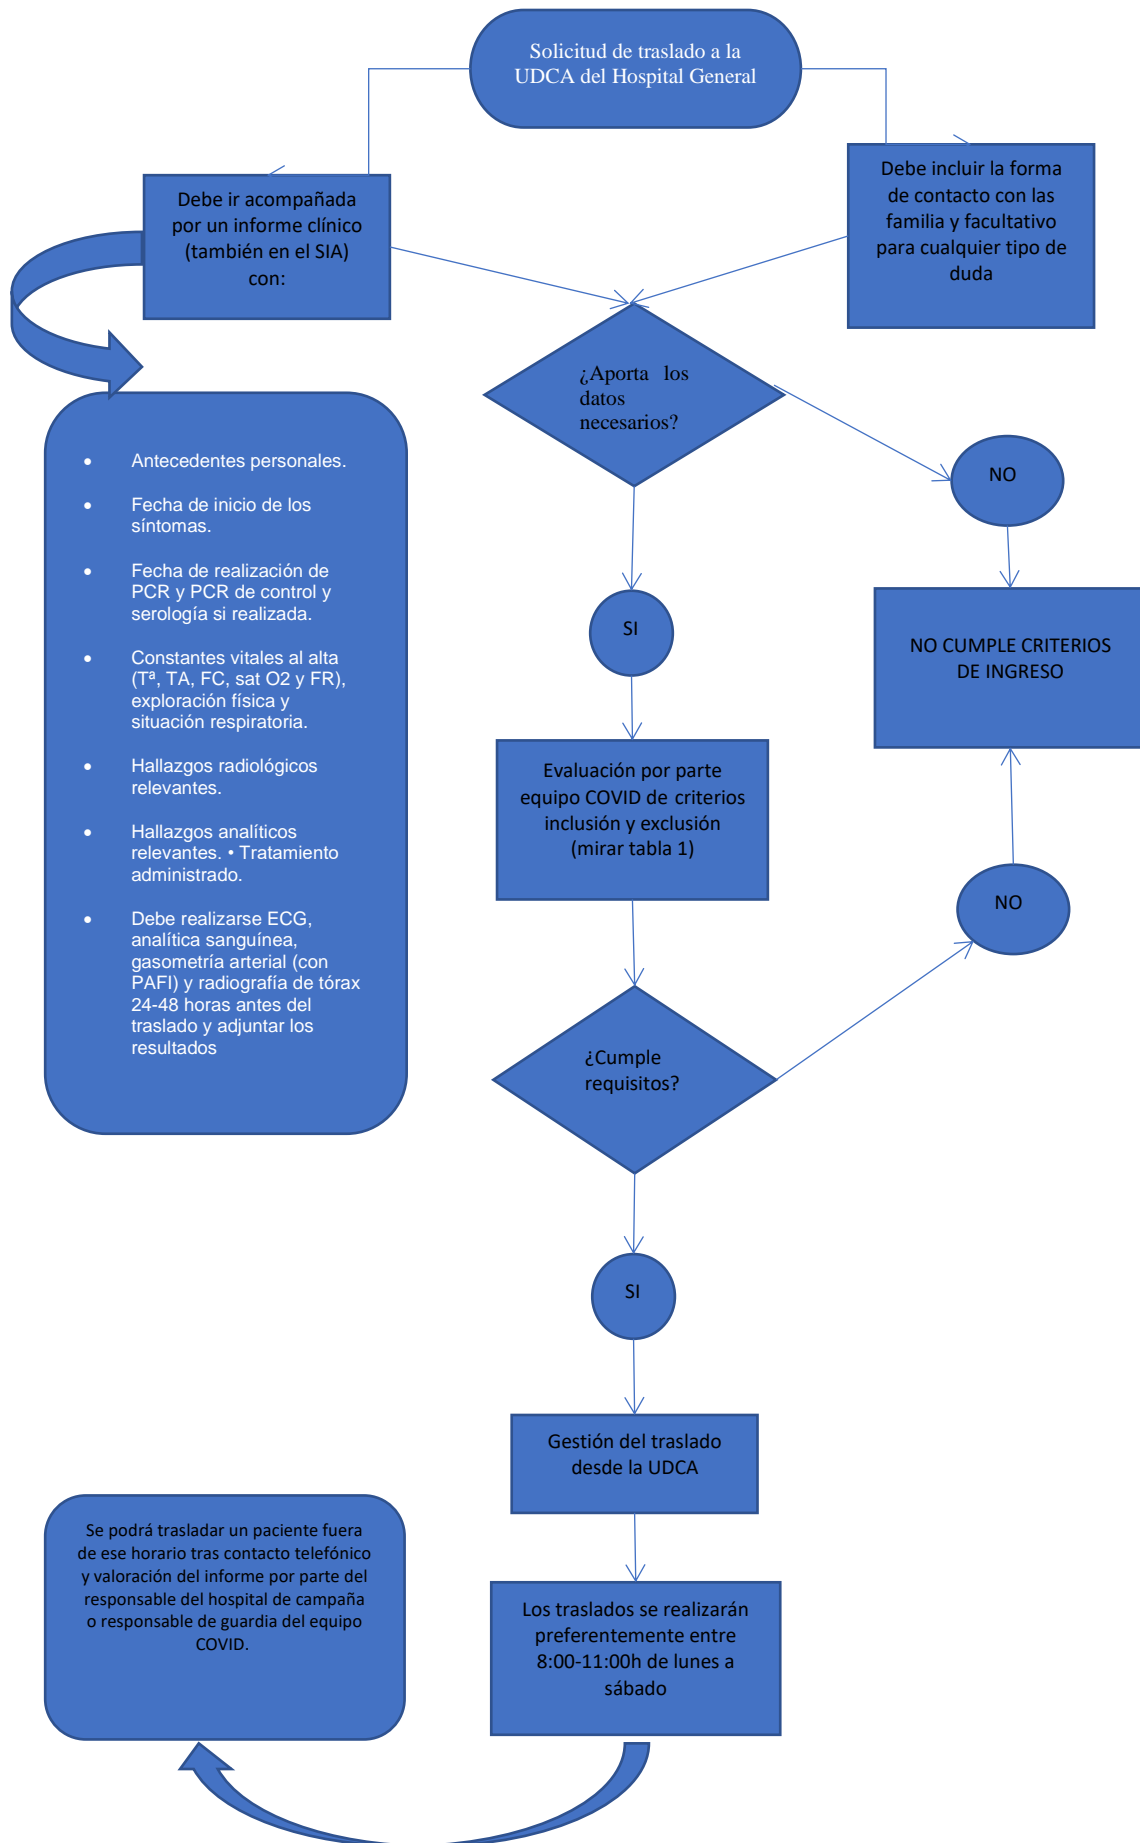 Solicitud de traslado a la
UDCA del Hospital General
Debe ir acompañada
por un informe clínico
(también en el SIA)
con:
Debe incluir la forma
de contacto con las
familia y facultativo
para cualquier tipo de
duda
¿Aporta los
datos
necesarios?
• Antecedentes personales.
• Fecha de inicio de los
síntomas.
• Fecha de realización de
PCR y PCR de control y
serología si realizada.
• Constantes vitales al alta
(Tª, TA, FC, sat O2 y FR),
exploración física y
situación respiratoria.
• Hallazgos radiológicos
relevantes.
• Hallazgos analíticos
relevantes. • Tratamiento
administrado.
• Debe realizarse ECG,
analítica sanguínea,
gasometría arterial (con
PAFI) y radiografía de tórax
24-48 horas antes del
traslado y adjuntar los
resultados
NO
SI
NO CUMPLE CRITERIOS
DE INGRESO
Evaluación por parte
equipo COVID de criterios
inclusión y exclusión
(mirar tabla 1)
NO
¿Cumple
requisitos?
SI
Gestión del traslado
desde la UDCA
Se podrá trasladar un paciente fuera
de ese horario tras contacto telefónico
y valoración del informe por parte del
responsable del hospital de campaña
o responsable de guardia del equipo
COVID.
Los traslados se realizarán
preferentemente entre
8:00-11:00h de lunes a
sábado